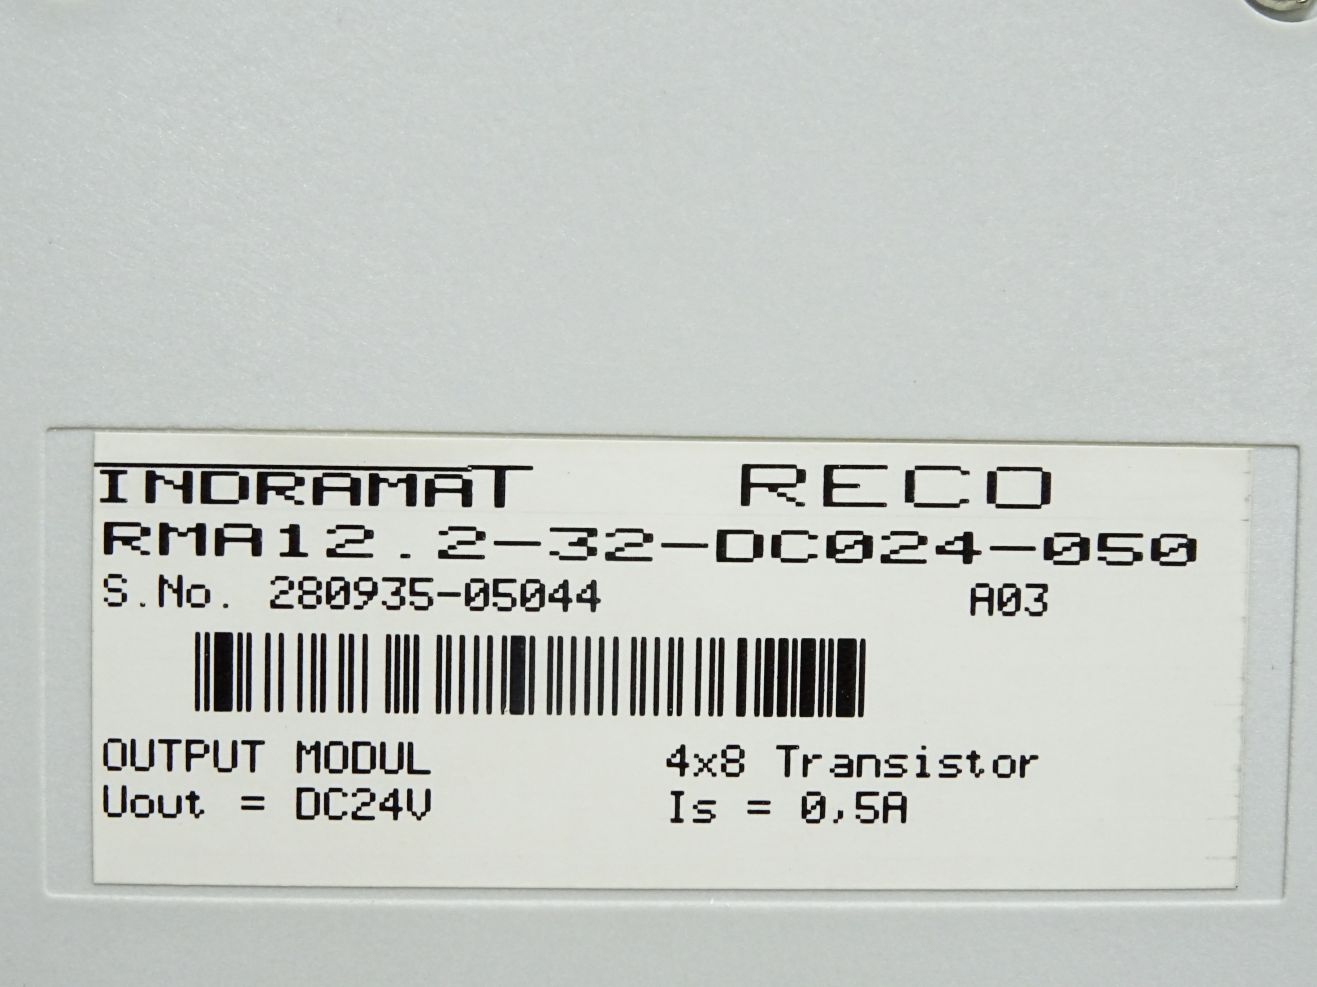 INDRAMAT RECO
RMA12.2-32-DC024-050
S.No. 280935-05044 A03
OUTPUT MODUL 4x8 Transistor
Uout = DC24V Is = 0,5A